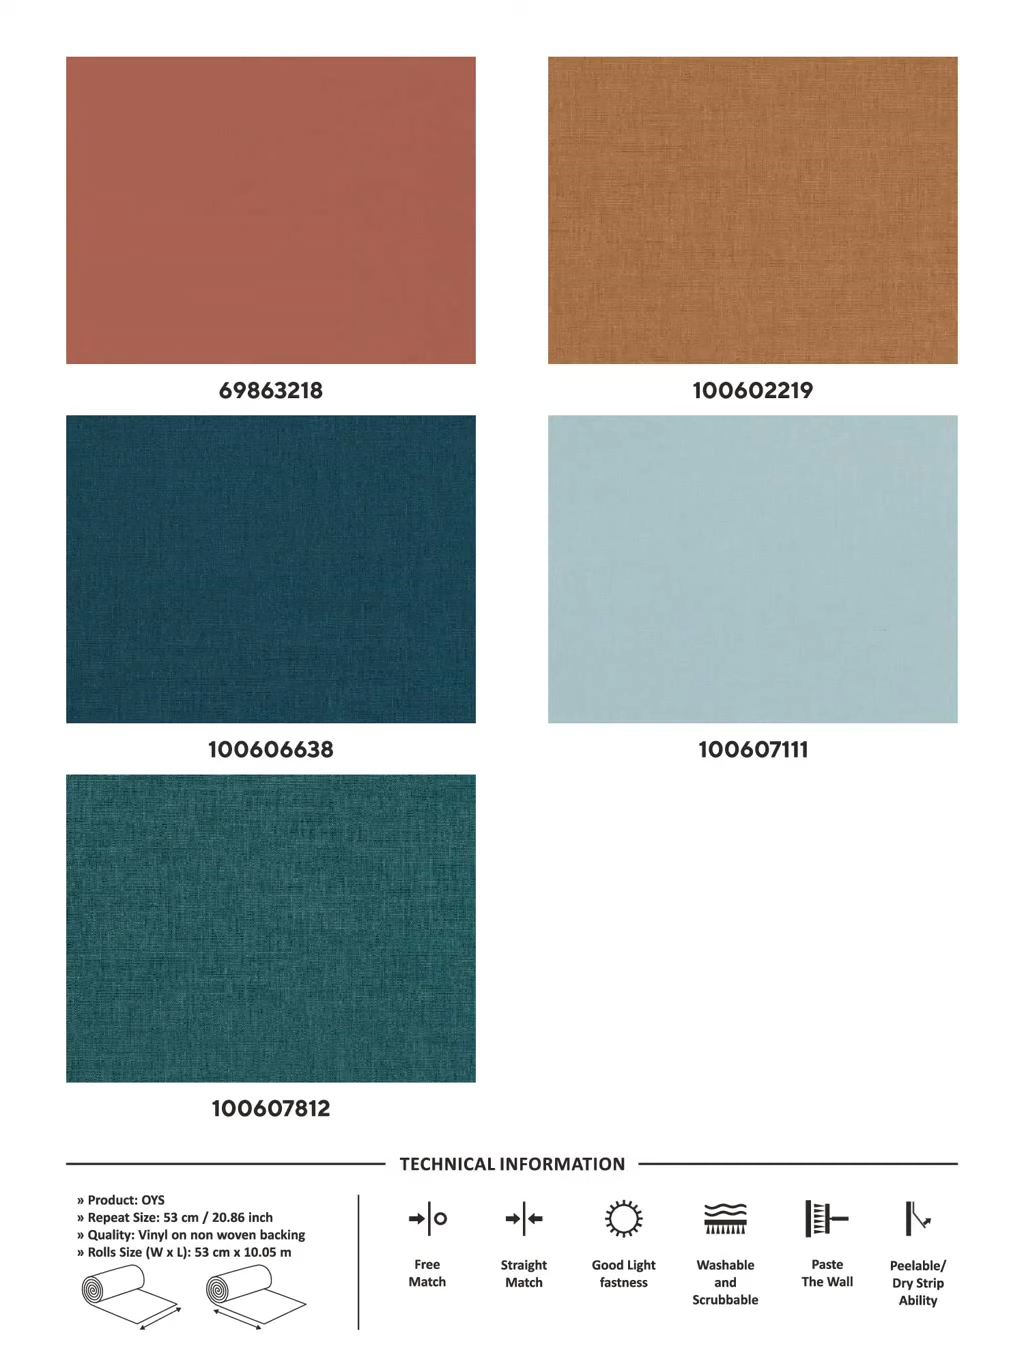 69863218
100602219
100606638
100607111
100607812
TECHNICAL INFORMATION
» Product: OYS
» Repeat Size: 53 cm / 20.86 inch
» Quality: Vinyl on non woven backing
» Rolls Size (W x L): 53 cm x 10.05 m
Free
Match
Straight
Match
Good Light
fastness
Washable
and
Scrubbable
Paste
The Wall
Peelable/
Dry Strip
Ability